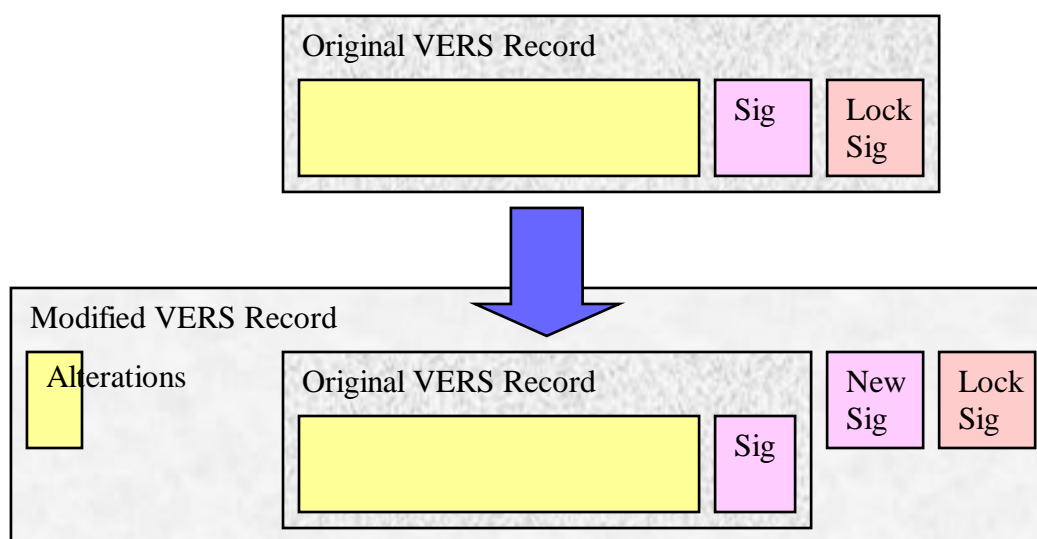 Original VERS Record
Sig
Lock
Sig
Modified VERS Record
Alterations
Original VERS Record
Sig
New
Sig
Lock
Sig